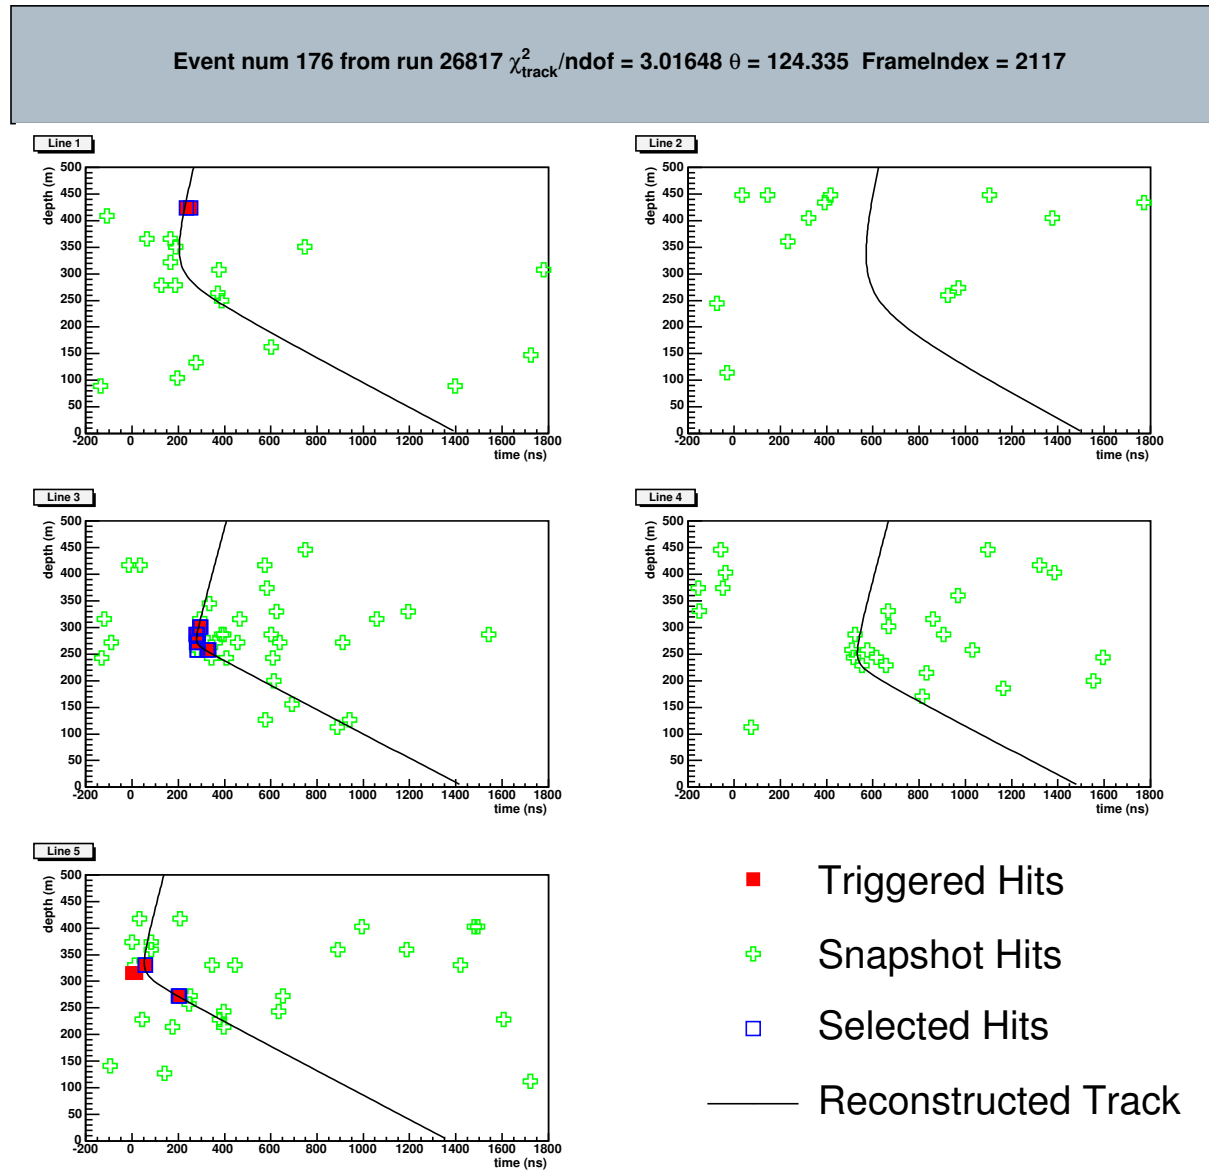 Event num 176 from run 26817 χ²track/ndof = 3.01648 θ = 124.335 FrameIndex = 2117
Line 1
depth (m)
500
450
400
350
300
250
200
150
100
50
0
-200 0 200 400 600 800 1000 1200 1400 1600 1800
time (ns)
Line 2
depth (m)
500
450
400
350
300
250
200
150
100
50
0
-200 0 200 400 600 800 1000 1200 1400 1600 1800
time (ns)
Line 3
depth (m)
500
450
400
350
300
250
200
150
100
50
0
-200 0 200 400 600 800 1000 1200 1400 1600 1800
time (ns)
Line 4
depth (m)
500
450
400
350
300
250
200
150
100
50
0
-200 0 200 400 600 800 1000 1200 1400 1600 1800
time (ns)
Line 5
depth (m)
500
450
400
350
300
250
200
150
100
50
0
-200 0 200 400 600 800 1000 1200 1400 1600 1800
time (ns)
Triggered Hits
Snapshot Hits
Selected Hits
Reconstructed Track